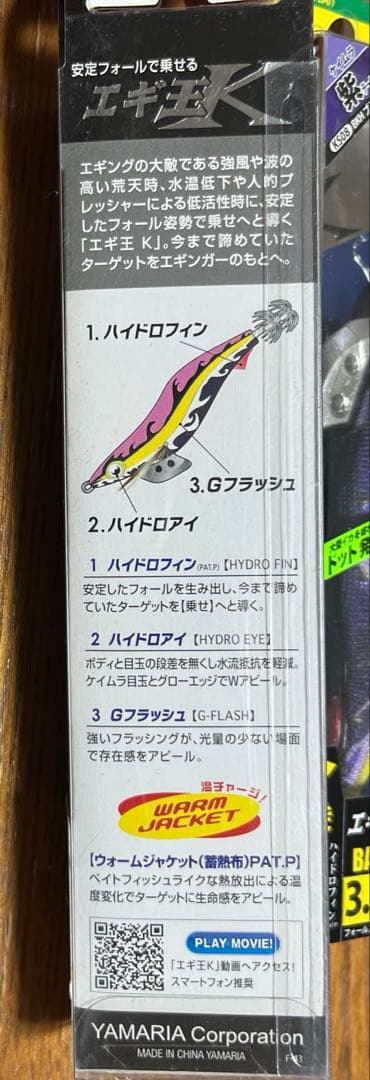 安定フォールで乗せる
エギ王K
エギングの大敵である強風や波の
高い荒天時、水温低下や人的プ
レッシャーによる低活性時に、安定
したフォール姿勢で乗せへと導く
「エギ王 K」。今まで諦めていた
ターゲットをエギンガーのもとへ。
1.ハイドロフィン
3.Gフラッシュ
2.ハイドロアイ
1 ハイドロフィン(PAT.P)【HYDRO FIN】
安定したフォールを生み出し、今まで諦め
ていたターゲットを【乗せ】へと導く。
2 ハイドロアイ【HYDRO EYE】
ボディと目玉の段差を無くし水流抵抗を軽減。
ケイムラ目玉とグローエッジでWアピール。
3 Gフラッシュ【G-FLASH】
強いフラッシングが、光量の少ない場面
で存在感をアピール。
温チャージ!
WARM
JACKET
【ウォームジャケット(蓄熱布)PAT.P】
ベイトフィッシュライクな熱放出による温
度変化でターゲットに生命感をアピール。
PLAY MOVIE!
「エギ王K」動画へアクセス!
スマートフォン推奨
YAMARIA Corporation
MADE IN CHINA YAMARIA
ケイムラ
ドット発
ハイドロフィン
3.